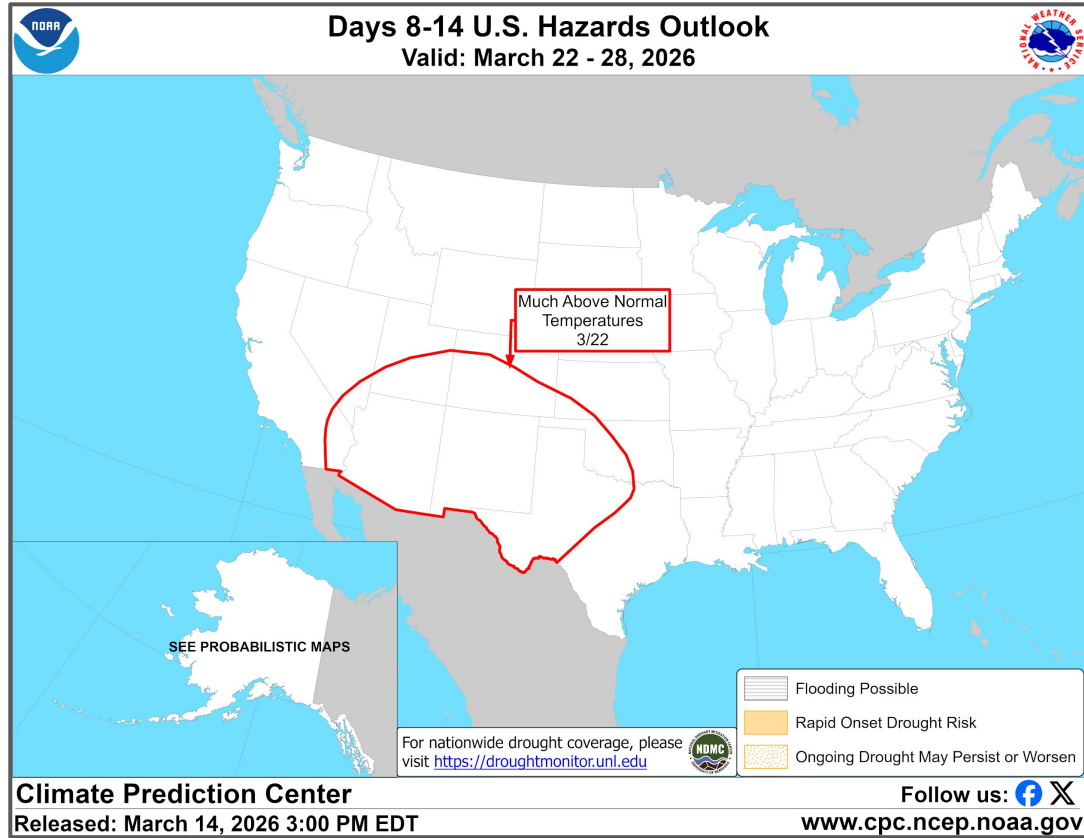 NOAA
Days 8-14 U.S. Hazards Outlook
Valid: March 22 - 28, 2026
NATIONAL WEATHER SERVICE
Much Above Normal
Temperatures
3/22
SEE PROBABILISTIC MAPS
For nationwide drought coverage, please
visit https://droughtmonitor.unl.edu
NDMC
Flooding Possible
Rapid Onset Drought Risk
Ongoing Drought May Persist or Worsen
Climate Prediction Center
Follow us:
Released: March 14, 2026 3:00 PM EDT
www.cpc.ncep.noaa.gov